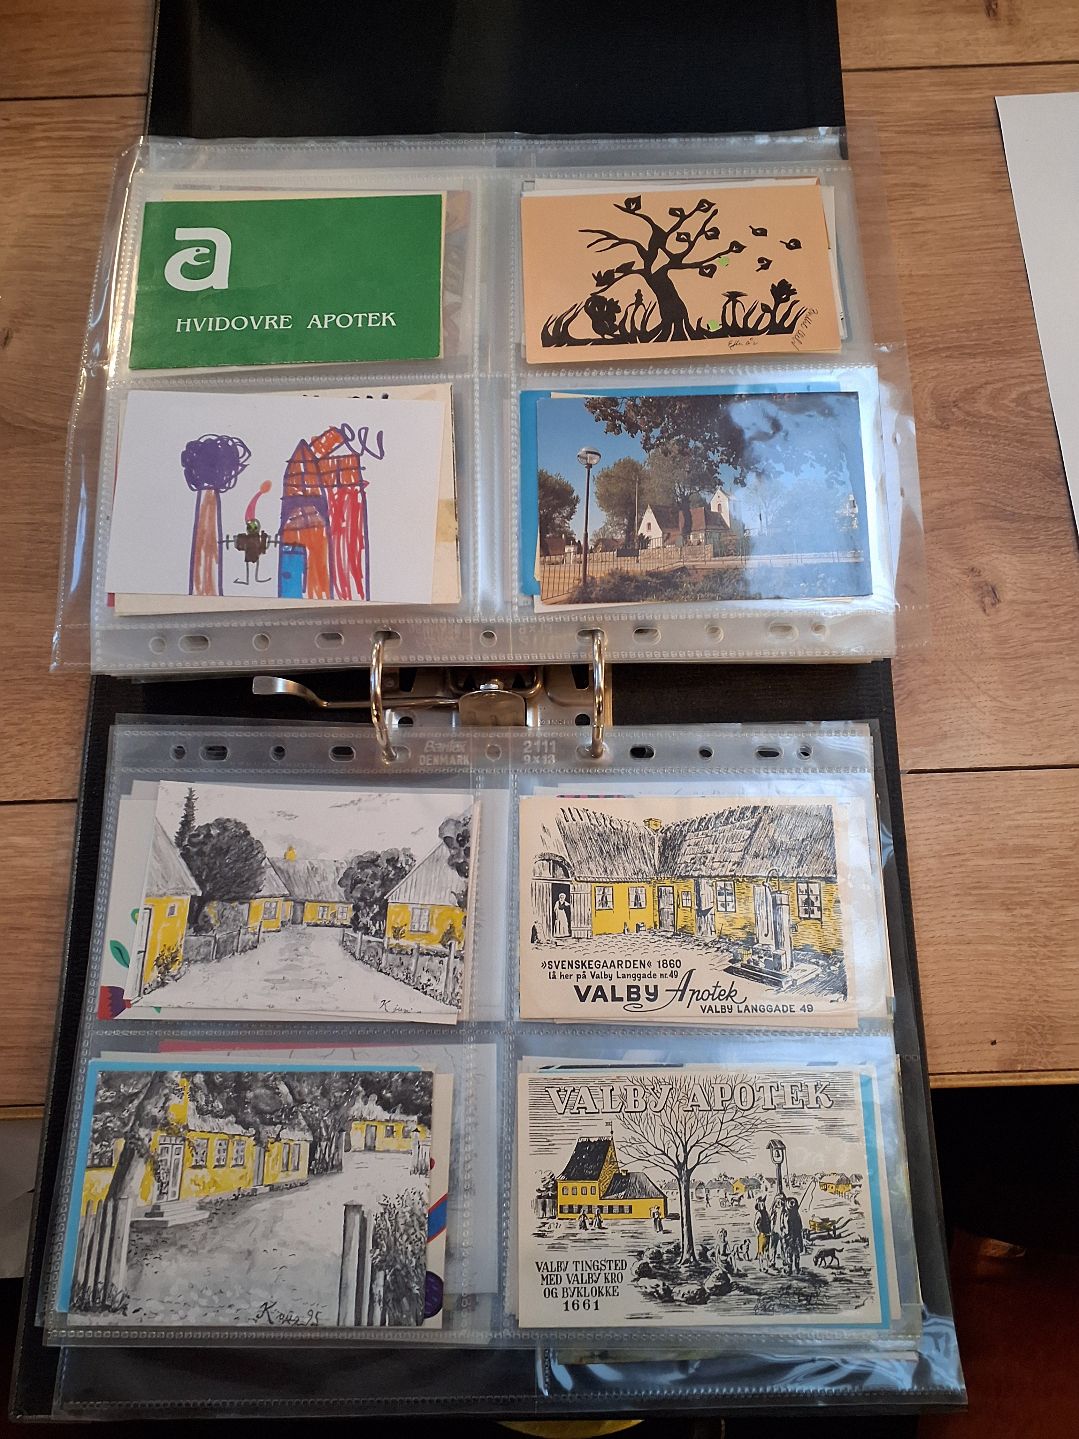 a
HVIDOVRE APOTEK
Bantex
DENMARK
2111
9X13
»SVENSKEGAARDEN« 1860
lå her på Valby Langgade nr. 49
VALBY Apotek
VALBY LANGGADE 49
VALBY APOTEK
VALBY TINGSTED
MED VALBY KRO
OG BYKLOKKE
1661